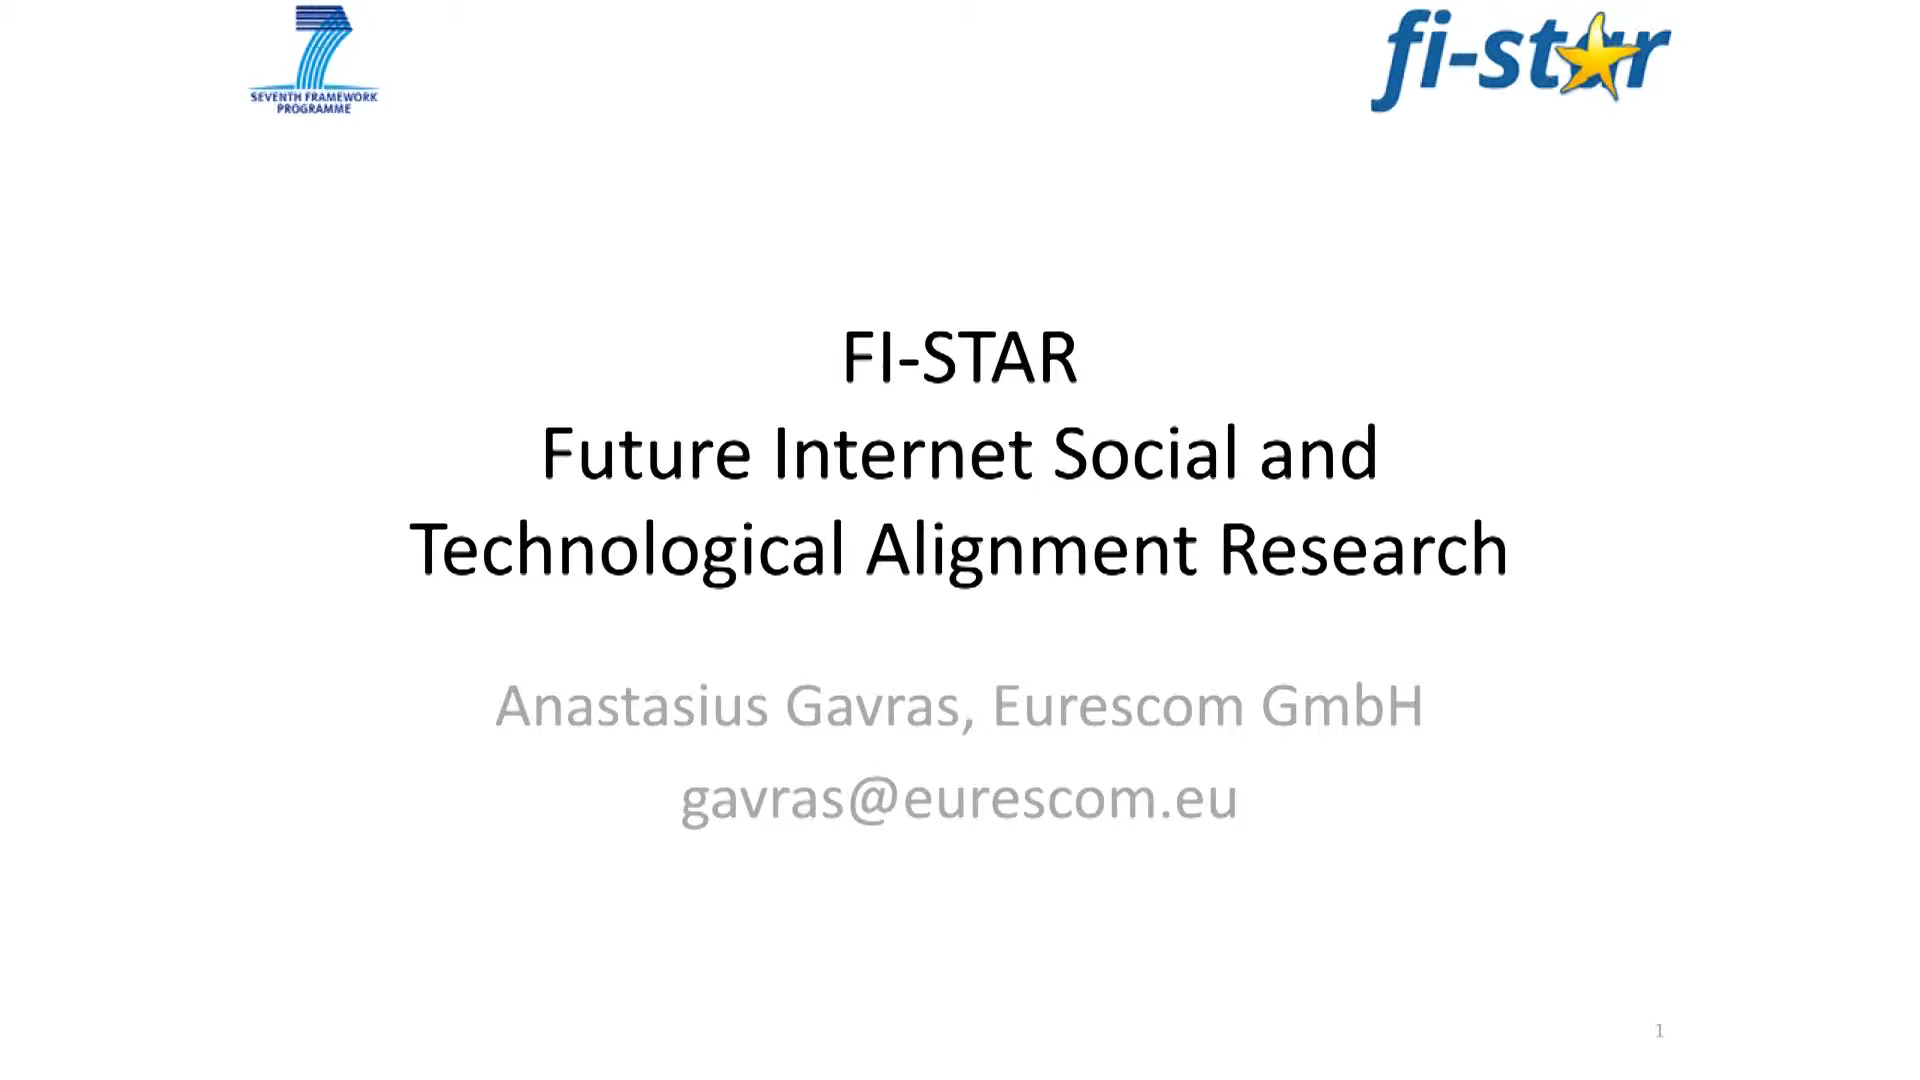 SEVENTH FRAMEWORK
PROGRAMME
fi-star
FI-STAR
Future Internet Social and
Technological Alignment Research
Anastasius Gavras, Eurescom GmbH
gavras@eurescom.eu
1